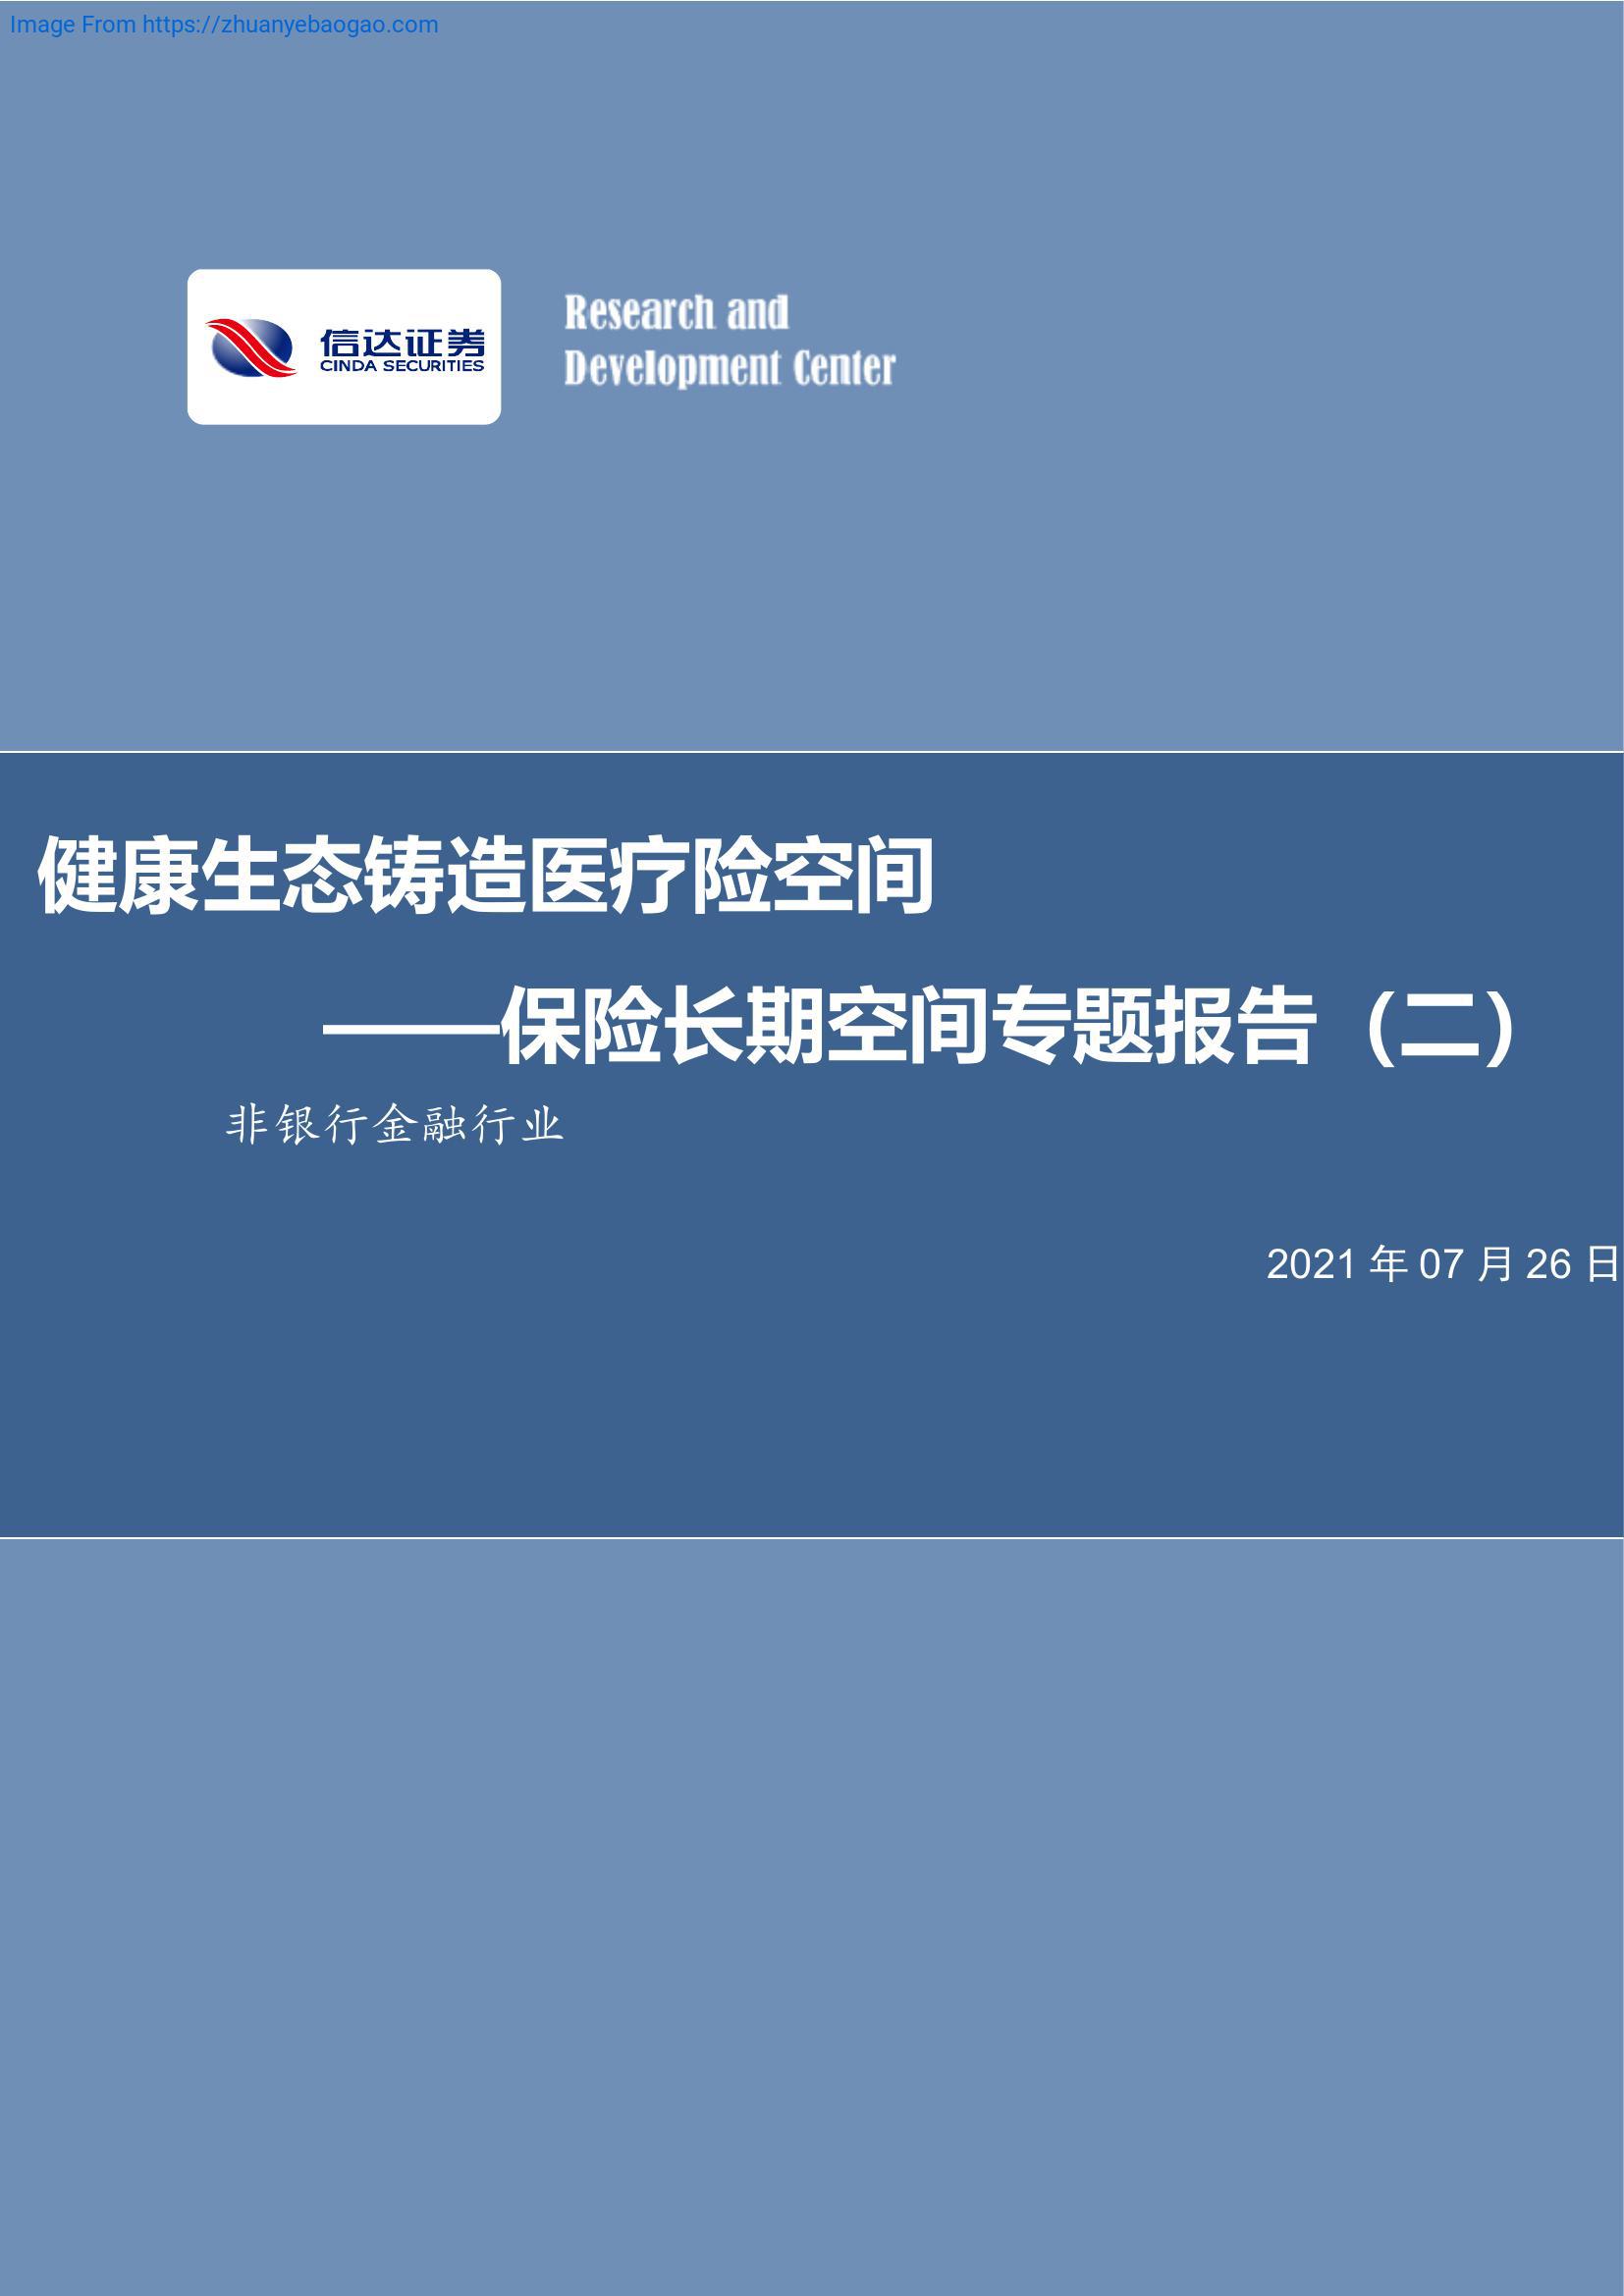 Image From https://zhuanyebaogao.com
信达证券
CINDA SECURITIES
Research and
Development Center
健康生态铸造医疗险空间
——保险长期空间专题报告（二）
非银行金融行业
2021 年 07 月 26 日